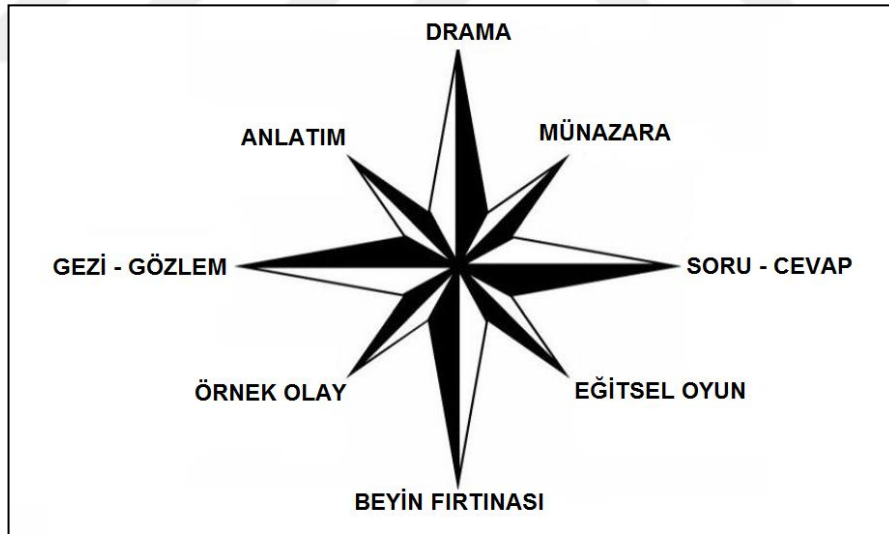 DRAMA
ANLATIM
MÜNAZARA
GEZİ - GÖZLEM
SORU - CEVAP
ÖRNEK OLAY
EĞİTSEL OYUN
BEYİN FIRTINASI